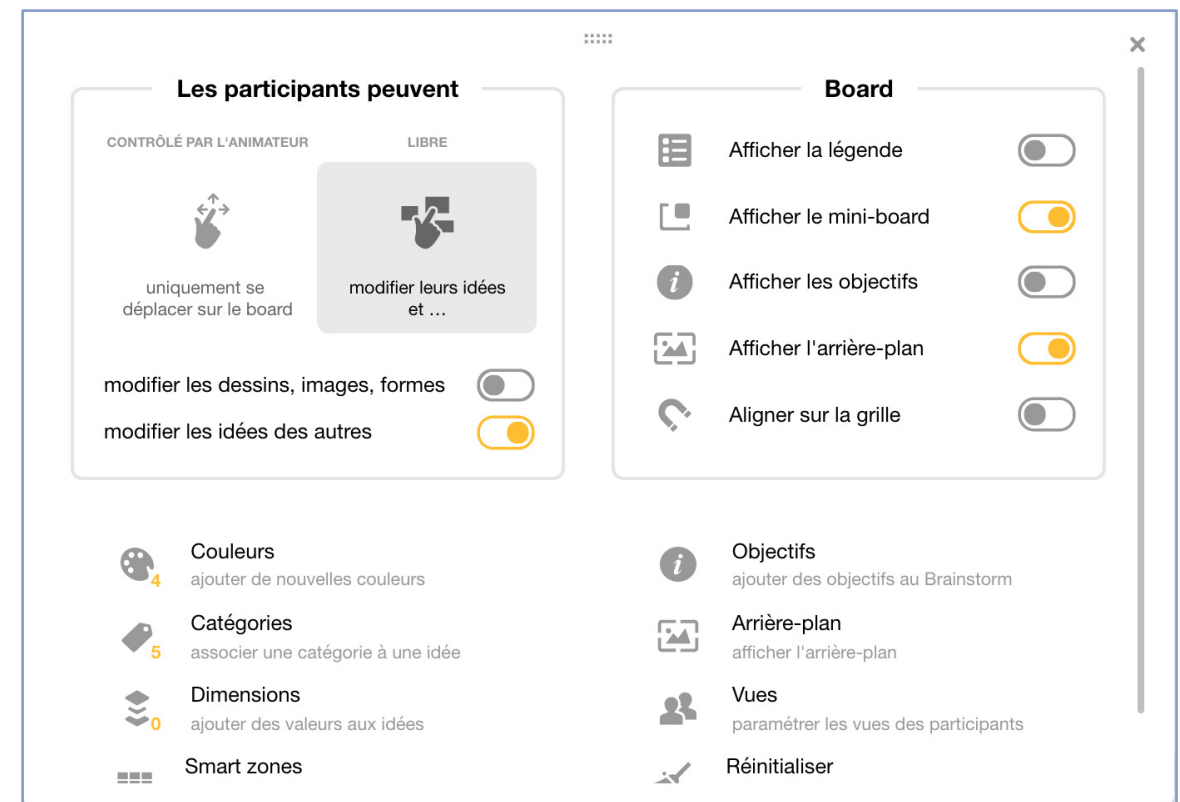 Les participants peuvent
CONTRÔLÉ PAR L'ANIMATEUR
LIBRE
uniquement se
déplacer sur le board
modifier leurs idées
et ...
modifier les dessins, images, formes
modifier les idées des autres
Board
Afficher la légende
Afficher le mini-board
Afficher les objectifs
Afficher l'arrière-plan
Aligner sur la grille
4
Couleurs
ajouter de nouvelles couleurs
5
Catégories
associer une catégorie à une idée
0
Dimensions
ajouter des valeurs aux idées
Smart zones
Objectifs
ajouter des objectifs au Brainstorm
Arrière-plan
afficher l'arrière-plan
Vues
paramétrer les vues des participants
Réinitialiser